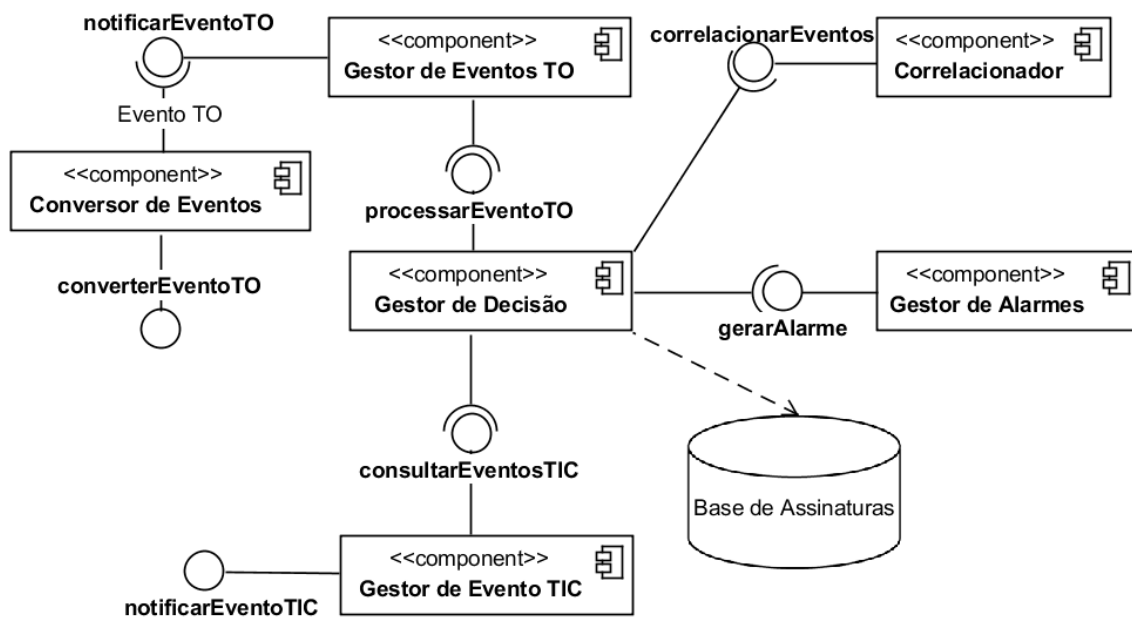 notificarEventoTO
<<component>>
Gestor de Eventos TO
correlacionarEventos
<<component>>
Correlacionador
Evento TO
<<component>>
Conversor de Eventos
processarEventoTO
converterEventoTO
<<component>>
Gestor de Decisão
gerarAlarme
<<component>>
Gestor de Alarmes
consultarEventosTIC
Base de Assinaturas
<<component>>
Gestor de Evento TIC
notificarEventoTIC